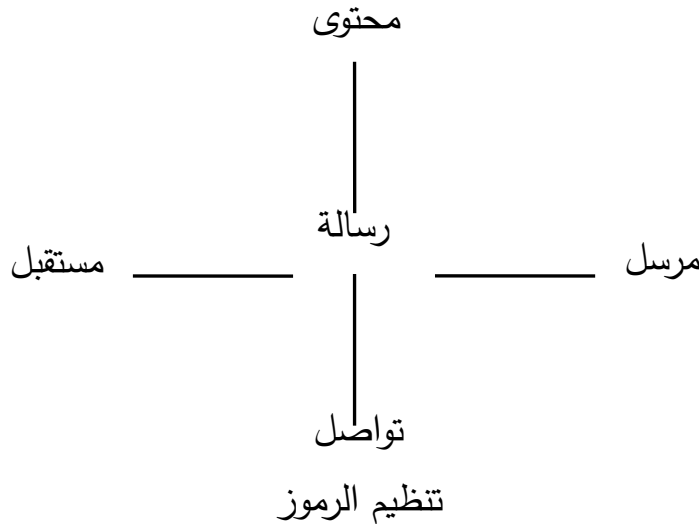 محتوى
رسالة
مرسل
مستقبل
تواصل
تنظيم الرموز